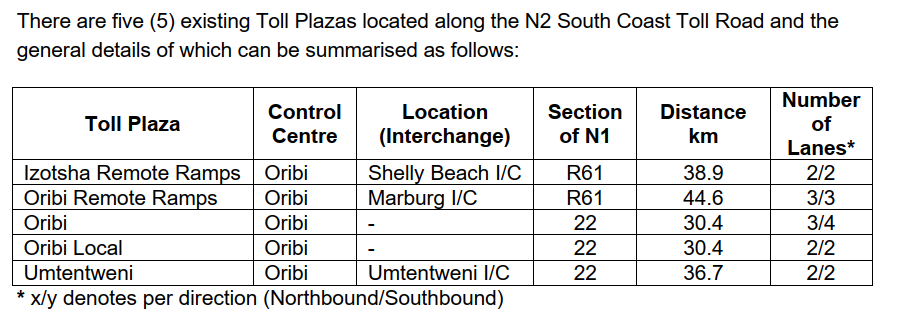 There are five (5) existing Toll Plazas located along the N2 South Coast Toll Road and the
general details of which can be summarised as follows:
Toll Plaza | Control Centre | Location (Interchange) | Section of N1 | Distance km | Number of Lanes*
Izotsha Remote Ramps | Oribi | Shelly Beach I/C | R61 | 38.9 | 2/2
Oribi Remote Ramps | Oribi | Marburg I/C | R61 | 44.6 | 3/3
Oribi | Oribi | - | 22 | 30.4 | 3/4
Oribi Local | Oribi | - | 22 | 30.4 | 2/2
Umtentweni | Oribi | Umtentweni I/C | 22 | 36.7 | 2/2
* x/y denotes per direction (Northbound/Southbound)